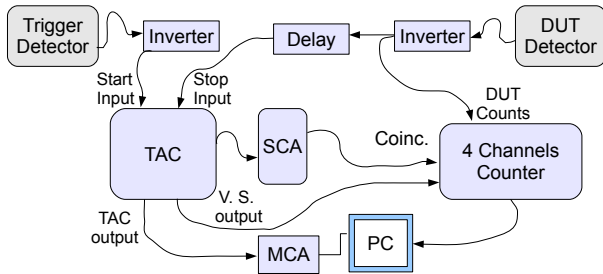 Trigger
Detector
Inverter
Delay
Inverter
DUT
Detector
Start
Input
Stop
Input
DUT
Counts
TAC
SCA
Coinc.
4 Channels
Counter
V. S.
output
TAC
output
MCA
PC